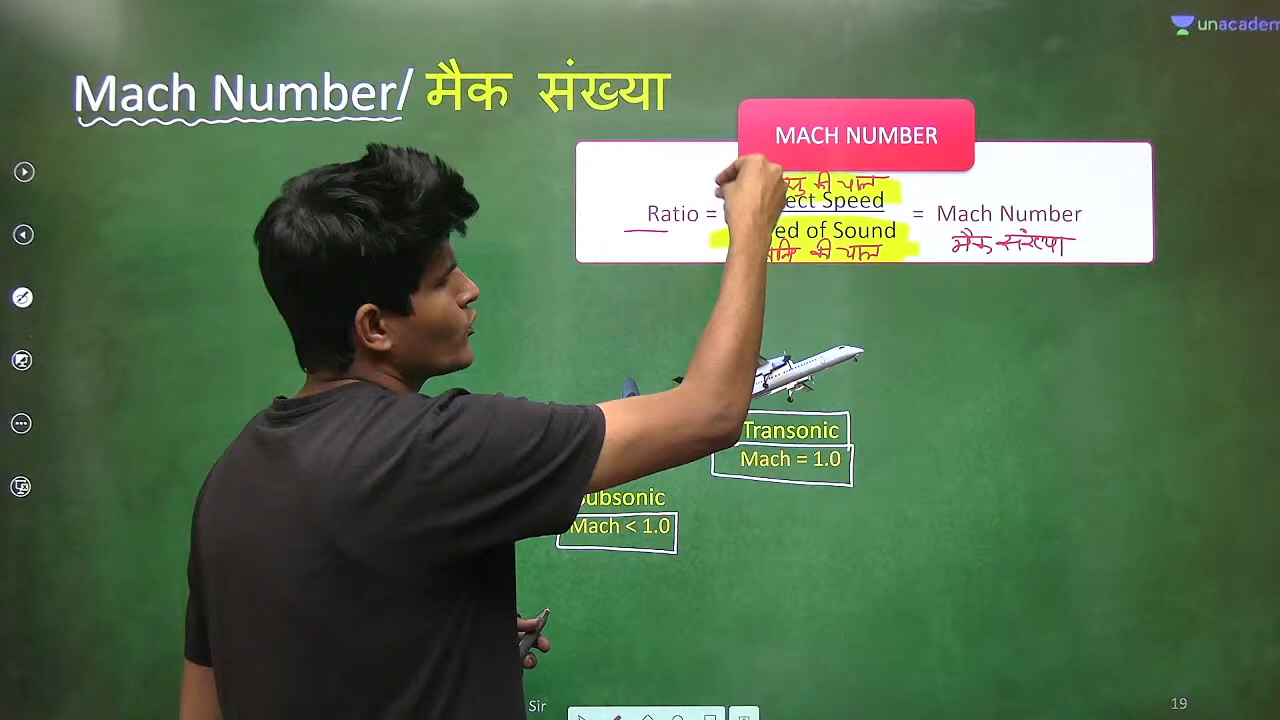 unacadem
Mach Number/ मैक संख्या
MACH NUMBER
की चाल
ect Speed
Ratio = = Mach Number
ed of Sound
की चाल
मैक संख्या
Transonic
Mach = 1.0
ubsonic
Mach < 1.0
Sir
19